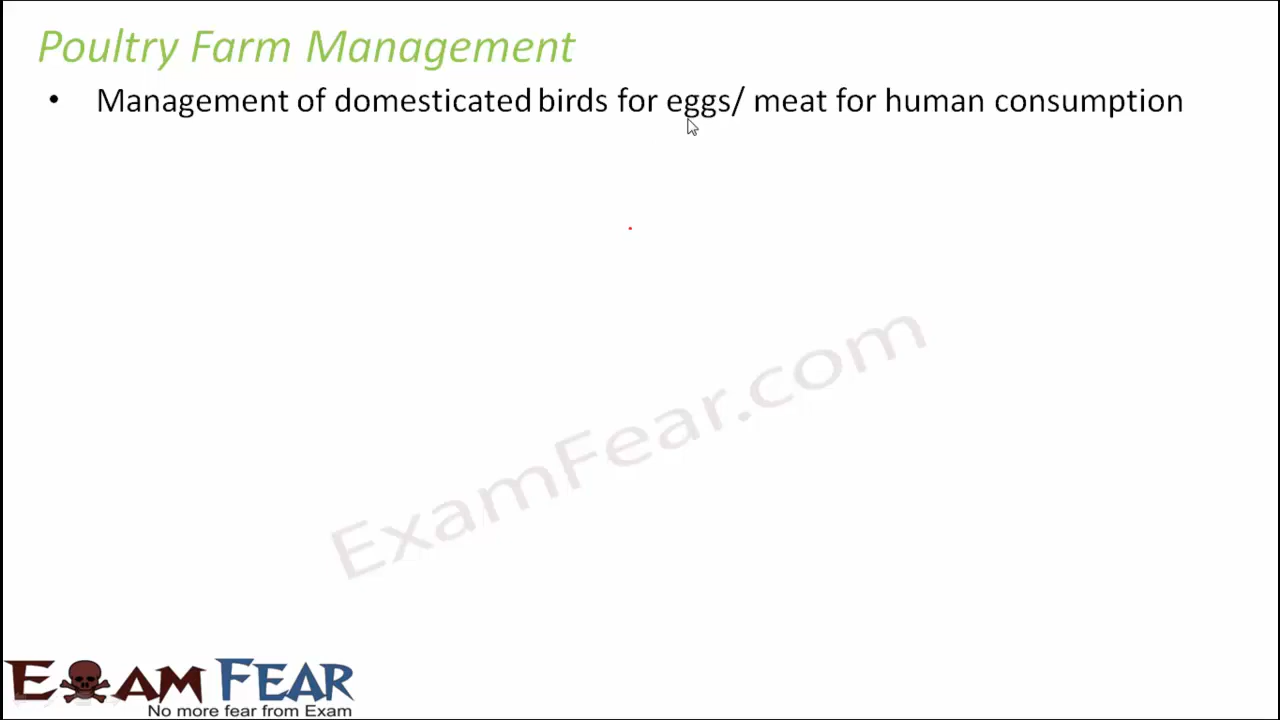 Poultry Farm Management
• Management of domesticated birds for eggs/ meat for human consumption
ExamFear.com
EXAM FEAR
No more fear from Exam